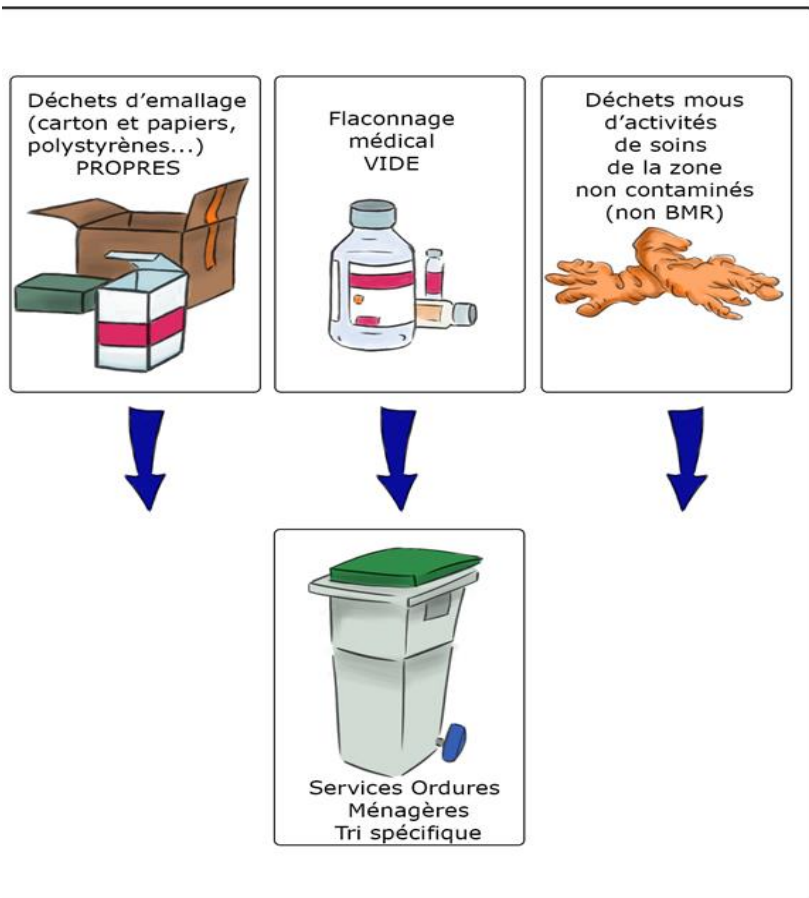 Déchets d'emallage
(carton et papiers,
polystyrènes...)
PROPRES
Flaconnage
médical
VIDE
Déchets mous
d'activités
de soins
de la zone
non contaminés
(non BMR)
Services Ordures
Ménagères
Tri spécifique